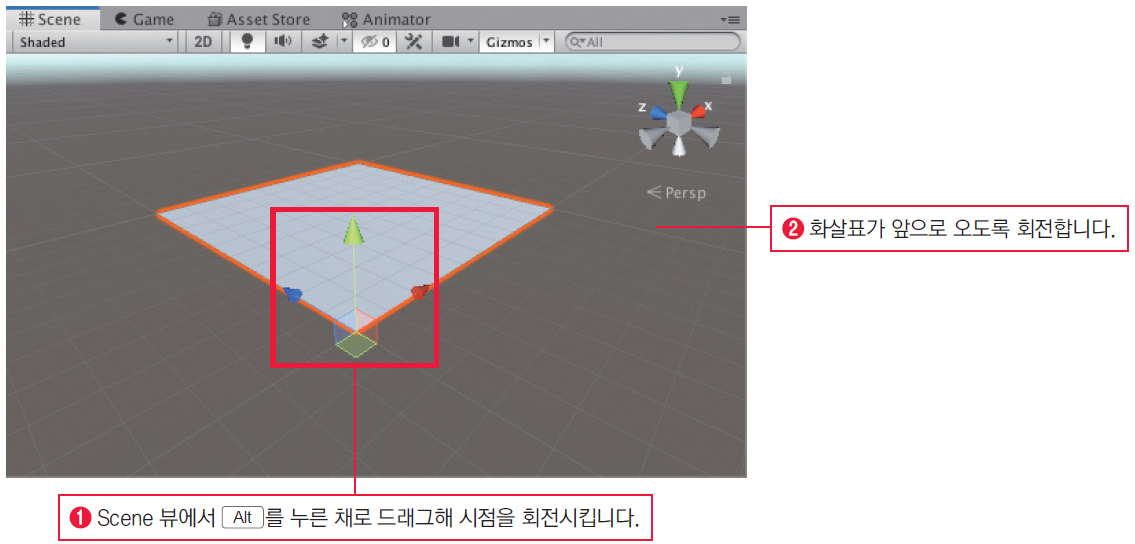 Scene Game Asset Store Animator
Shaded 2D 0 Gizmos All
y
z x
Persp
❷ 화살표가 앞으로 오도록 회전합니다.
❶ Scene 뷰에서 Alt 를 누른 채로 드래그해 시점을 회전시킵니다.